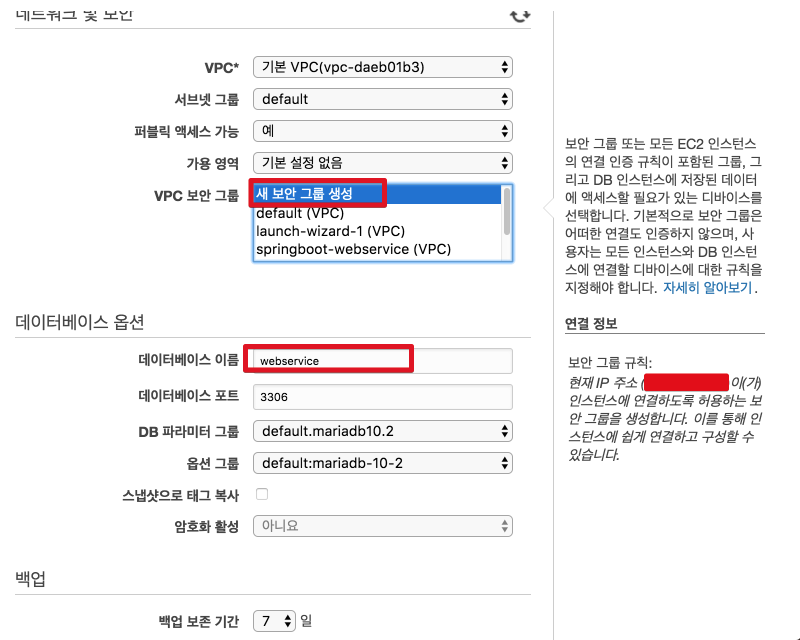 네트워크 및 보안
VPC* 기본 VPC(vpc-daeb01b3)
서브넷 그룹 default
퍼블릭 액세스 가능 예
가용 영역 기본 설정 없음
VPC 보안 그룹 새 보안 그룹 생성
default (VPC)
launch-wizard-1 (VPC)
springboot-webservice (VPC)
데이터베이스 옵션
데이터베이스 이름 webservice
데이터베이스 포트 3306
DB 파라미터 그룹 default.mariadb10.2
옵션 그룹 default:mariadb-10-2
스냅샷으로 태그 복사
암호화 활성 아니요
백업
백업 보존 기간 7 일
보안 그룹 또는 모든 EC2 인스턴스
의 연결 인증 규칙이 포함된 그룹, 그
리고 DB 인스턴스에 저장된 데이터
에 액세스할 필요가 있는 디바이스를
선택합니다. 기본적으로 보안 그룹은
어떠한 연결도 인증하지 않으며, 사
용자는 모든 인스턴스와 DB 인스턴
스에 연결할 디바이스에 대한 규칙을
지정해야 합니다. 자세히 알아보기 .
연결 정보
보안 그룹 규칙:
현재 IP 주소 ( 이(가)
인스턴스에 연결하도록 허용하는 보
안 그룹을 생성합니다. 이를 통해 인
스턴스에 쉽게 연결하고 구성할 수
있습니다.